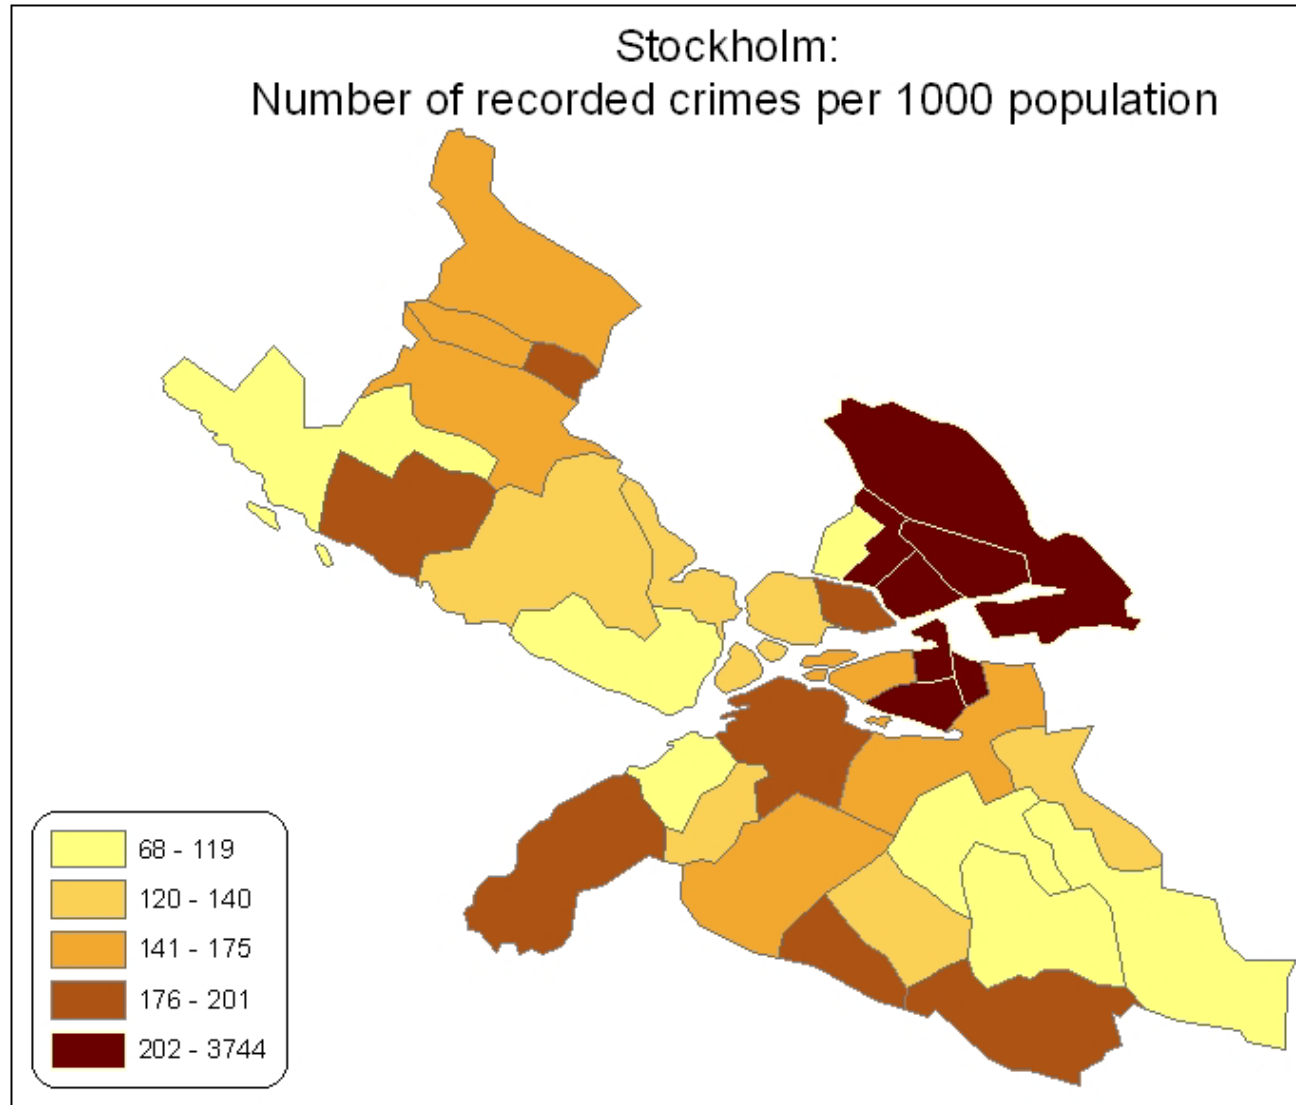 Stockholm:
Number of recorded crimes per 1000 population
68 - 119
120 - 140
141 - 175
176 - 201
202 - 3744